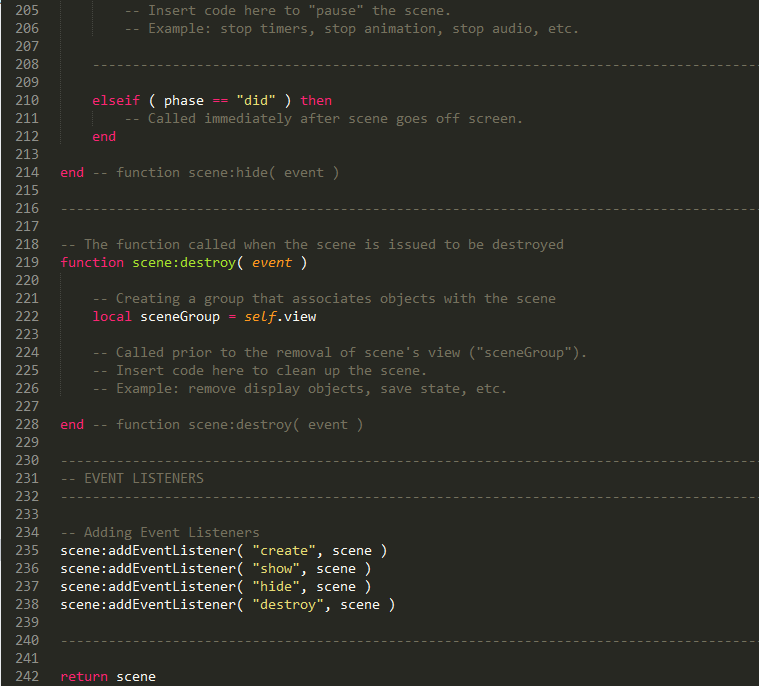 205 -- Insert code here to "pause" the scene.
206 -- Example: stop timers, stop animation, stop audio, etc.
207
208 -----------------------------------------------------------------------------------
209
210 elseif ( phase == "did" ) then
211 -- Called immediately after scene goes off screen.
212 end
213
214 end -- function scene:hide( event )
215
216 ---------------------------------------------------------------------------------------
217
218 -- The function called when the scene is issued to be destroyed
219 function scene:destroy( event )
220
221 -- Creating a group that associates objects with the scene
222 local sceneGroup = self.view
223
224 -- Called prior to the removal of scene's view ("sceneGroup").
225 -- Insert code here to clean up the scene.
226 -- Example: remove display objects, save state, etc.
227
228 end -- function scene:destroy( event )
229
230 ---------------------------------------------------------------------------------------
231 -- EVENT LISTENERS
232 ---------------------------------------------------------------------------------------
233
234 -- Adding Event Listeners
235 scene:addEventListener( "create", scene )
236 scene:addEventListener( "show", scene )
237 scene:addEventListener( "hide", scene )
238 scene:addEventListener( "destroy", scene )
239
240 ---------------------------------------------------------------------------------------
241
242 return scene